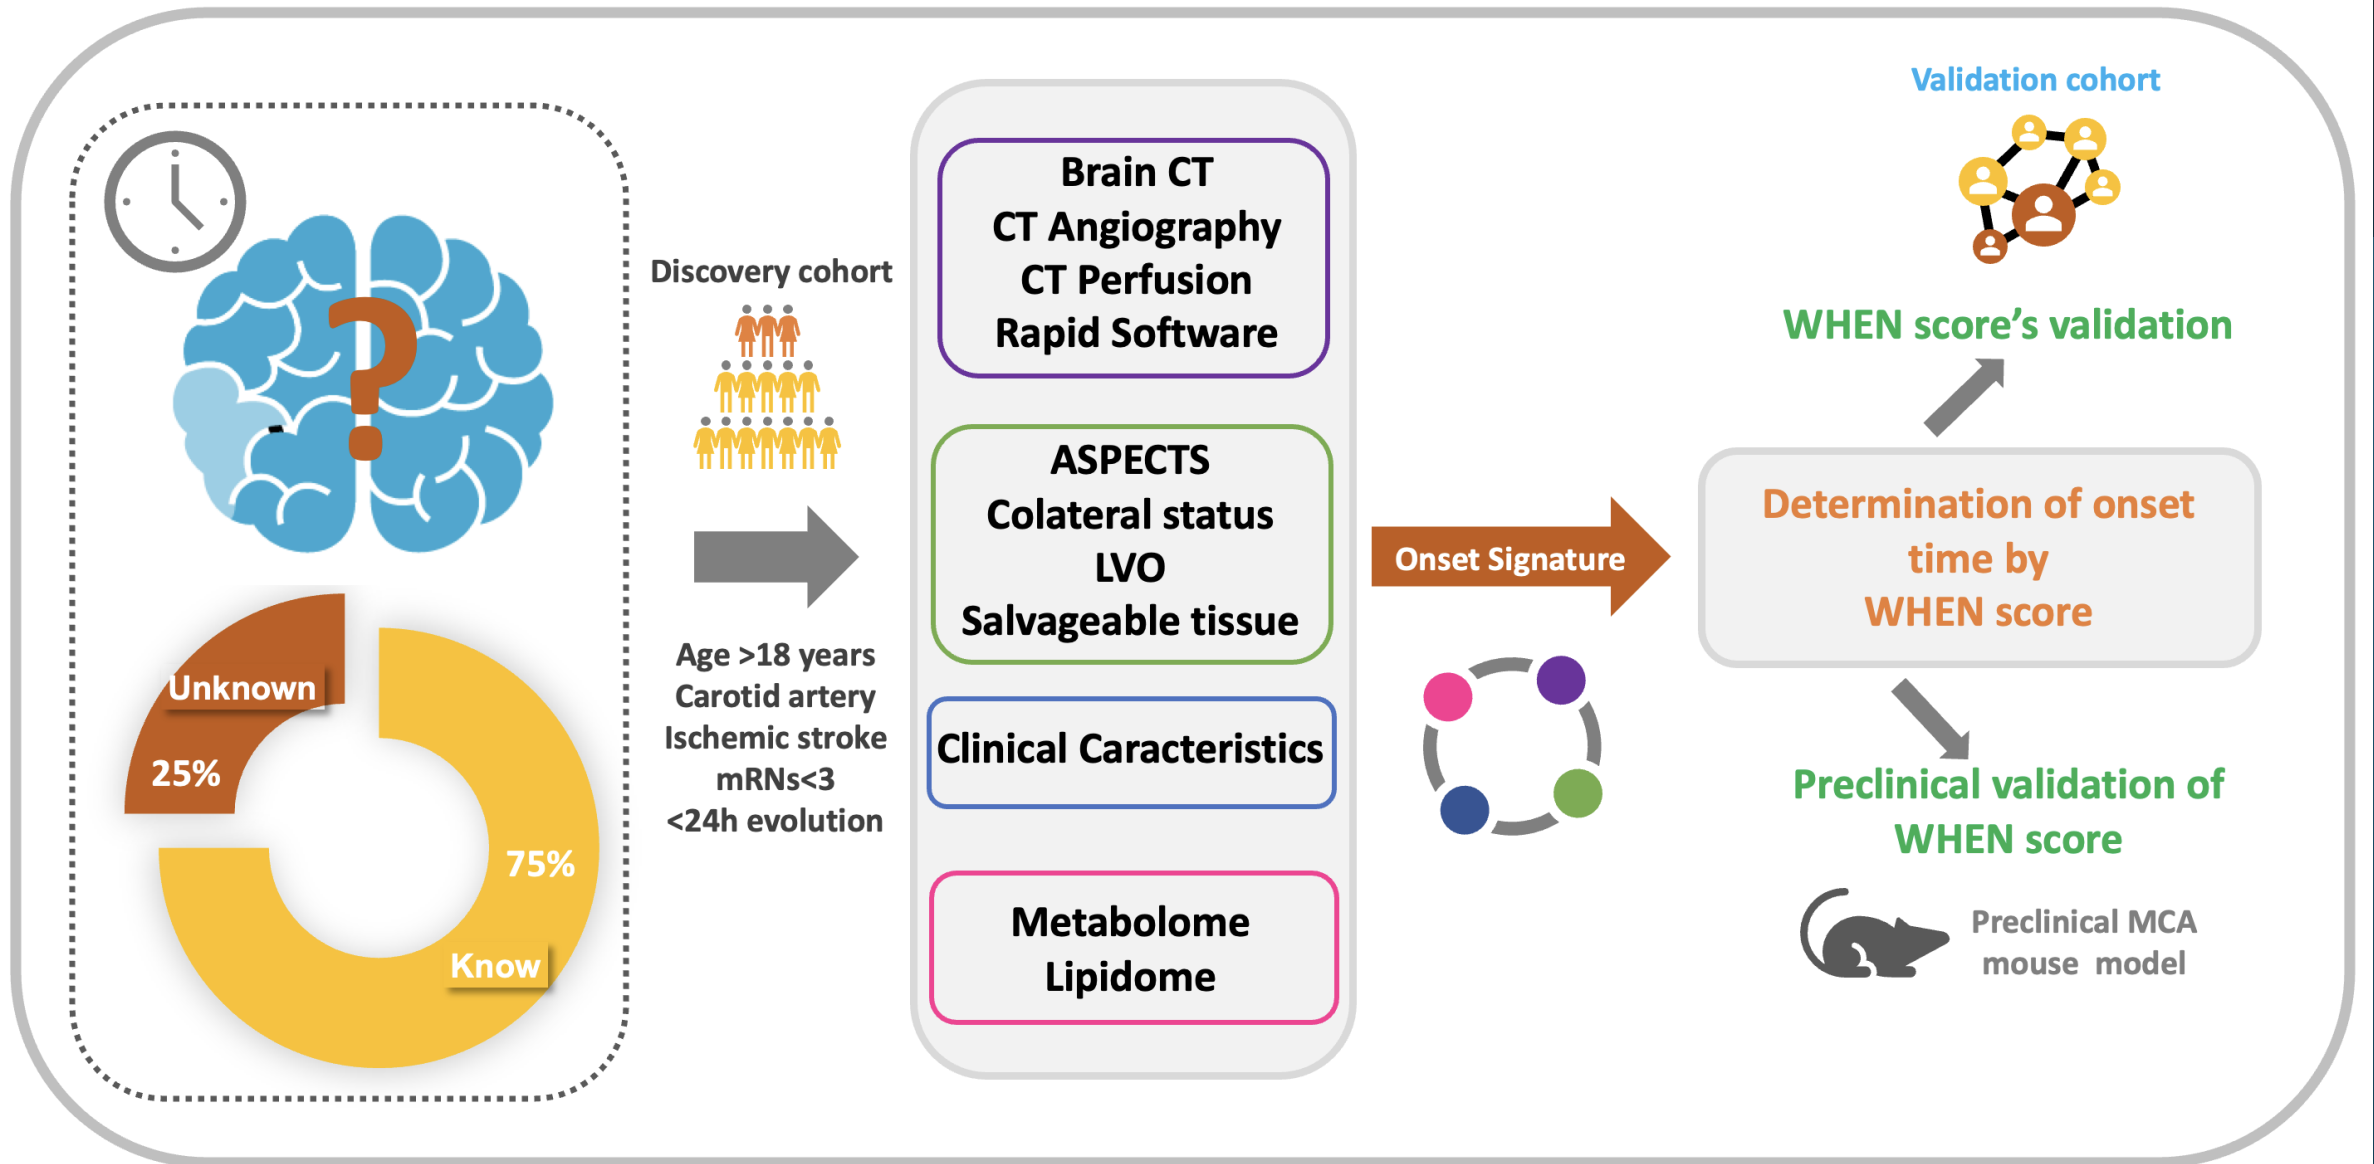 Unknown
25%
75%
Know
Discovery cohort
Age >18 years
Carotid artery
Ischemic stroke
mRNs<3
<24h evolution
Brain CT
CT Angiography
CT Perfusion
Rapid Software
ASPECTS
Colateral status
LVO
Salvageable tissue
Clinical Caracteristics
Metabolome
Lipidome
Onset Signature
Validation cohort
WHEN score’s validation
Determination of onset
time by
WHEN score
Preclinical validation of
WHEN score
Preclinical MCA
mouse model